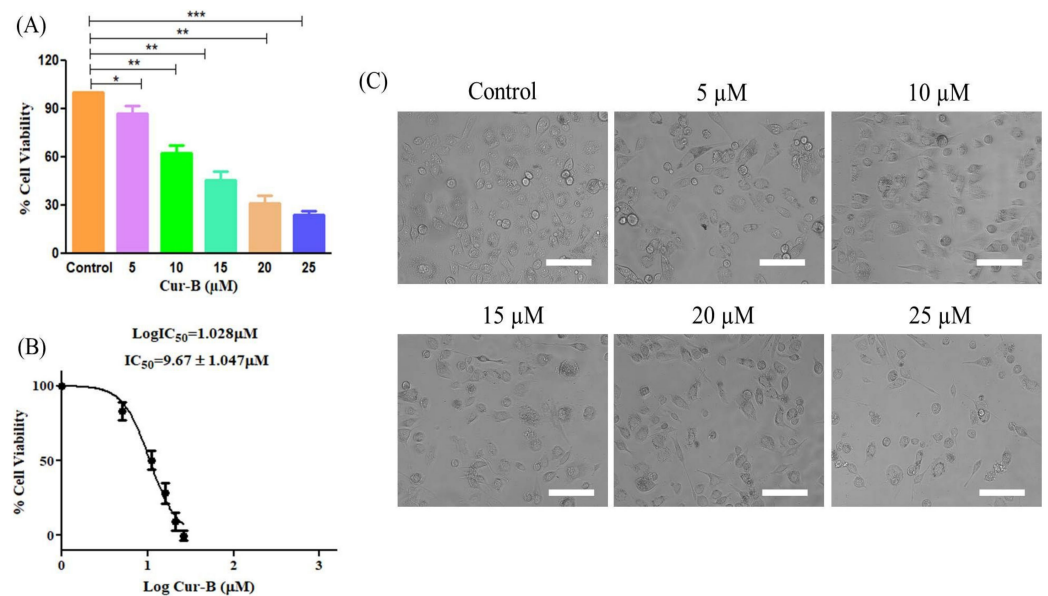 (A)
***
**
**
**
*
120
90
60
30
0
% Cell Viability
Control 5 10 15 20 25
Cur-B (µM)
(B)
LogIC₅₀=1.028µM
IC₅₀=9.67 ± 1.047µM
100
50
0
% Cell Viability
0 1 2 3
Log Cur-B (µM)
(C)
Control 5 µM 10 µM
15 µM 20 µM 25 µM